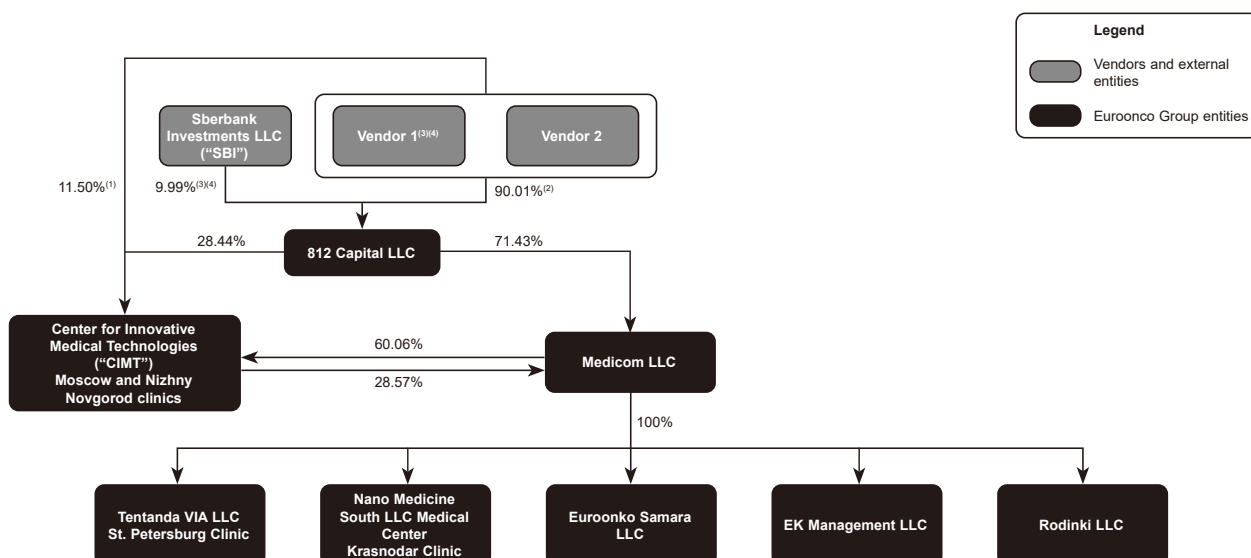 Legend
Vendors and external
entities
Euroonco Group entities
Sberbank
Investments LLC
(“SBI”)
Vendor 1(3)(4)
Vendor 2
11.50%(1)
9.99%(3)(4)
90.01%(2)
28.44%
812 Capital LLC
71.43%
Center for Innovative
Medical Technologies
(“CIMT”)
Moscow and Nizhny
Novgorod clinics
60.06%
28.57%
Medicom LLC
100%
Tentanda VIA LLC
St. Petersburg Clinic
Nano Medicine
South LLC Medical
Center
Krasnodar Clinic
Euroonko Samara
LLC
EK Management LLC
Rodinki LLC